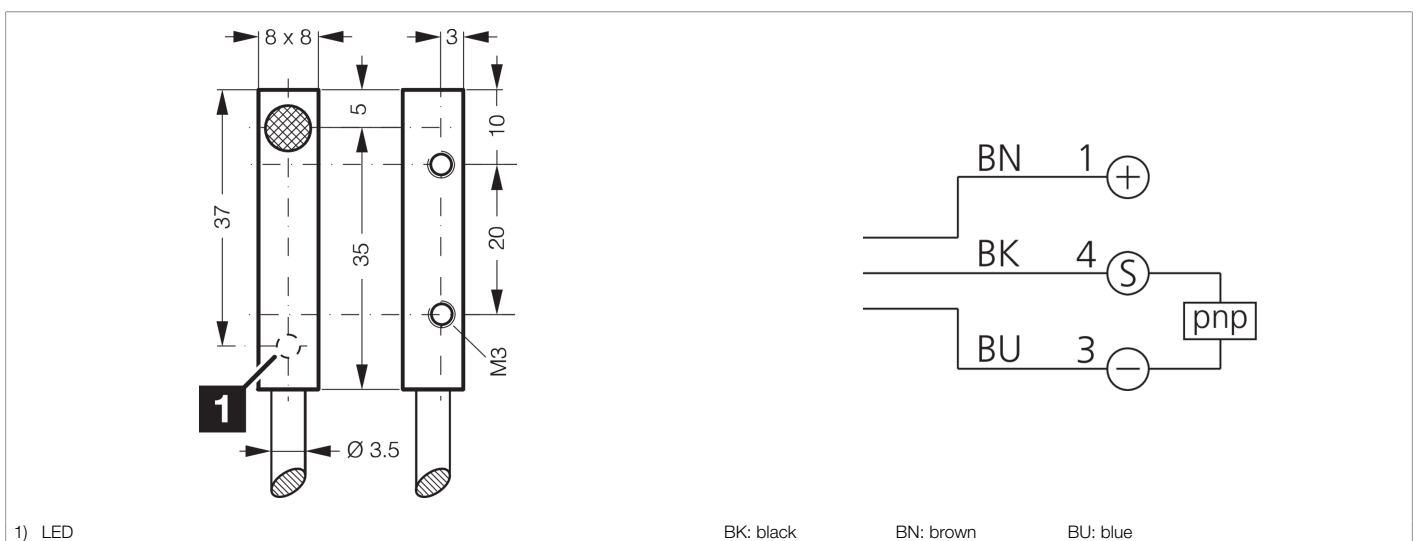 8 x 8
3
5
10
37
35
20
M3
1
Ø 3.5
BN 1 +
BK 4 S
pnp
BU 3 −
1) LED
BK: black BN: brown BU: blue